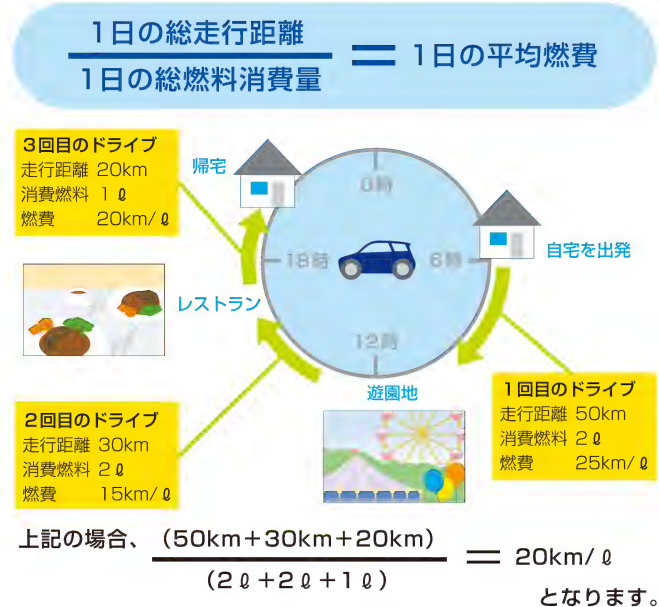 1日の総走行距離
1日の総燃料消費量
＝ 1日の平均燃費
3回目のドライブ
走行距離 20km
消費燃料 1ℓ
燃費 20km/ℓ
帰宅
0時
6時
12時
18時
自宅を出発
レストラン
遊園地
1回目のドライブ
走行距離 50km
消費燃料 2ℓ
燃費 25km/ℓ
2回目のドライブ
走行距離 30km
消費燃料 2ℓ
燃費 15km/ℓ
上記の場合、(50km＋30km＋20km)
(2ℓ＋2ℓ＋1ℓ)
＝ 20km/ℓ
となります。